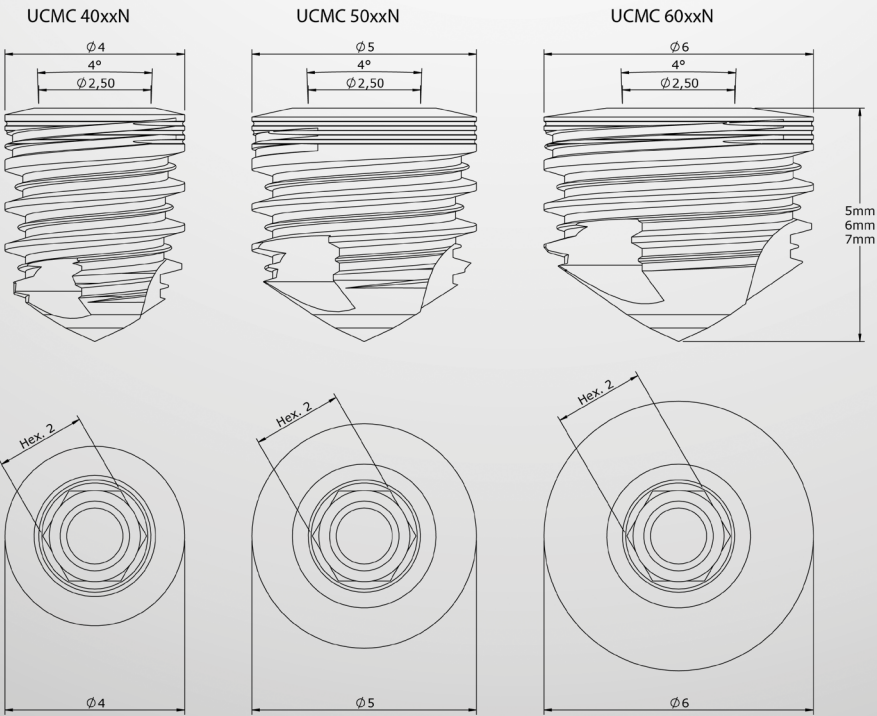 UCMC 40xxN
UCMC 50xxN
UCMC 60xxN
Ø4
Ø5
Ø6
4°
4°
4°
Ø2,50
Ø2,50
Ø2,50
5mm
6mm
7mm
Hex. 2
Hex. 2
Hex. 2
Ø4
Ø5
Ø6